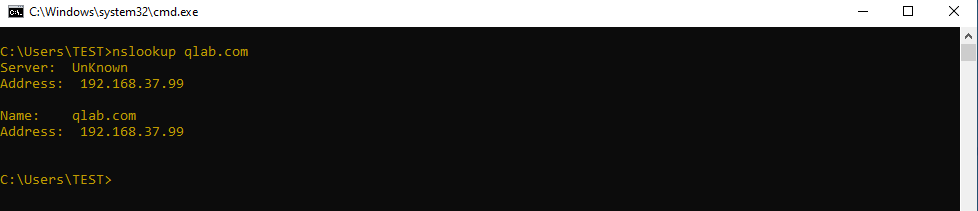 C:\Windows\system32\cmd.exe
C:\Users\TEST>nslookup qlab.com
Server:  UnKnown
Address:  192.168.37.99
Name:    qlab.com
Address:  192.168.37.99
C:\Users\TEST>